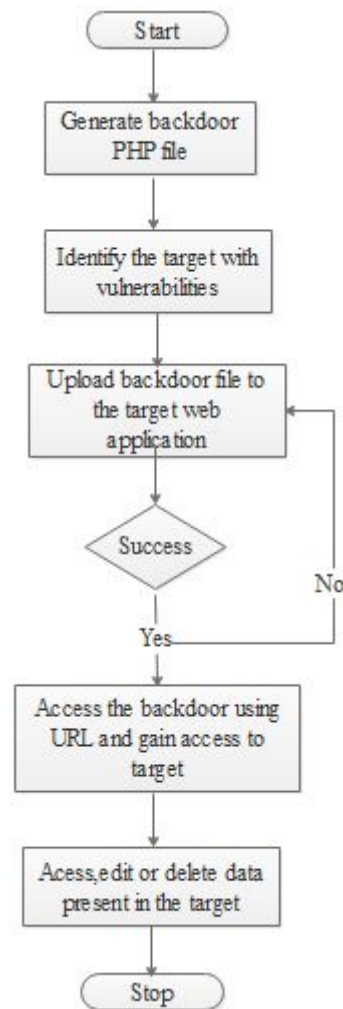 Start
Generate backdoor
PHP file
Identify the target with
vulnerabilities
Upload backdoor file to
the target web
application
Success
No
Yes
Access the backdoor using
URL and gain access to
target
Acess,edit or delete data
present in the target
Stop